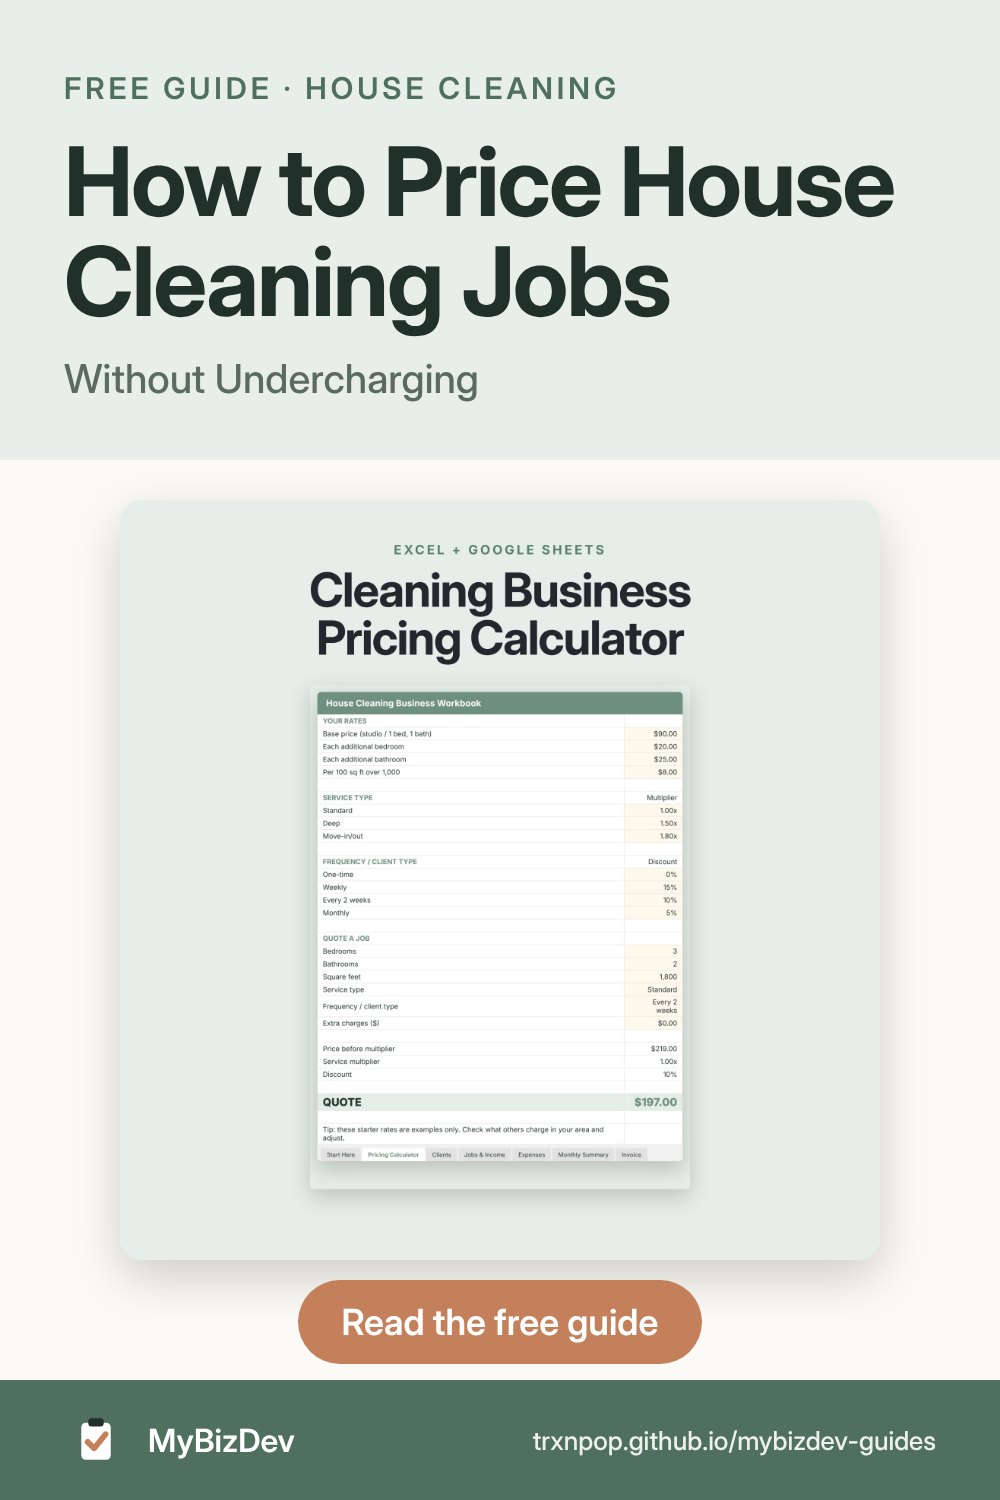 FREE GUIDE · HOUSE CLEANING
How to Price House
Cleaning Jobs
Without Undercharging
EXCEL + GOOGLE SHEETS
Cleaning Business
Pricing Calculator
House Cleaning Business Workbook
YOUR RATES
Base price (studio / 1 bed, 1 bath) $90.00
Each additional bedroom $20.00
Each additional bathroom $25.00
Per 100 sq ft over 1,000 $8.00
SERVICE TYPE Multiplier
Standard 1.00x
Deep 1.50x
Move-in/out 1.80x
FREQUENCY / CLIENT TYPE Discount
One-time 0%
Weekly 15%
Every 2 weeks 10%
Monthly 5%
QUOTE A JOB
Bedrooms 3
Bathrooms 2
Square feet 1,800
Service type Standard
Frequency / client type Every 2
weeks
Extra charges ($) $0.00
Price before multiplier $219.00
Service multiplier 1.00x
Discount 10%
QUOTE $197.00
Tip: these starter rates are examples only. Check what others charge in your area and
adjust.
Start Here Pricing Calculator Clients Jobs & Income Expenses Monthly Summary Invoice
Read the free guide
MyBizDev trxnpop.github.io/mybizdev-guides